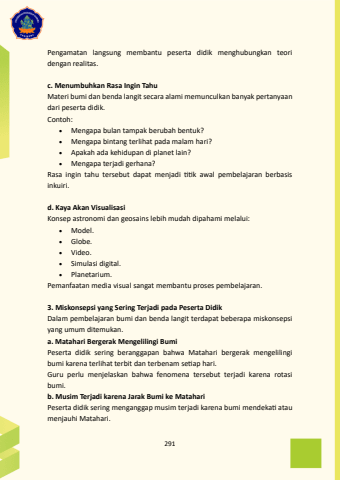 Pengamatan langsung membantu peserta didik menghubungkan teori
dengan realitas.
c. Menumbuhkan Rasa Ingin Tahu
Materi bumi dan benda langit secara alami memunculkan banyak pertanyaan
dari peserta didik.
Contoh:
• Mengapa bulan tampak berubah bentuk?
• Mengapa bintang terlihat pada malam hari?
• Apakah ada kehidupan di planet lain?
• Mengapa terjadi gerhana?
Rasa ingin tahu tersebut dapat menjadi titik awal pembelajaran berbasis
inkuiri.
d. Kaya Akan Visualisasi
Konsep astronomi dan geosains lebih mudah dipahami melalui:
• Model.
• Globe.
• Video.
• Simulasi digital.
• Planetarium.
Pemanfaatan media visual sangat membantu proses pembelajaran.
3. Miskonsepsi yang Sering Terjadi pada Peserta Didik
Dalam pembelajaran bumi dan benda langit terdapat beberapa miskonsepsi
yang umum ditemukan.
a. Matahari Bergerak Mengelilingi Bumi
Peserta didik sering beranggapan bahwa Matahari bergerak mengelilingi
bumi karena terlihat terbit dan terbenam setiap hari.
Guru perlu menjelaskan bahwa fenomena tersebut terjadi karena rotasi
bumi.
b. Musim Terjadi karena Jarak Bumi ke Matahari
Peserta didik sering menganggap musim terjadi karena bumi mendekati atau
menjauhi Matahari.
291